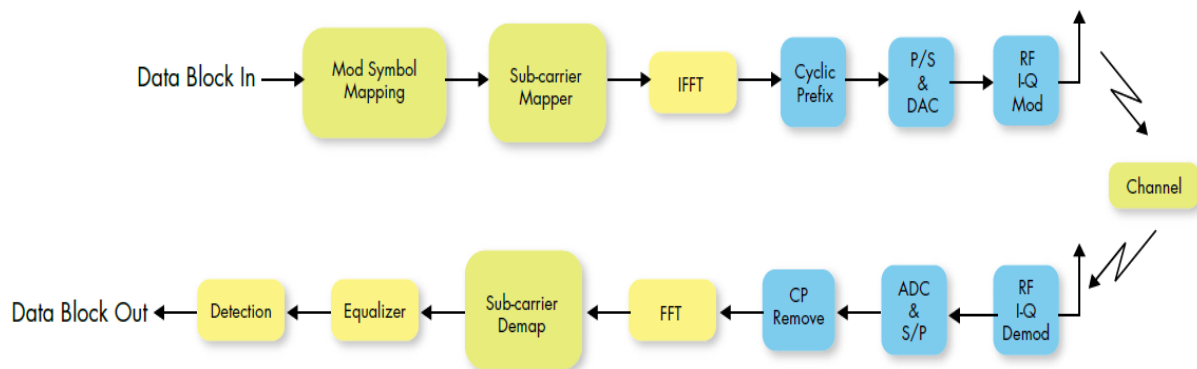 Data Block In
Mod Symbol
Mapping
Sub-carrier
Mapper
IFFT
Cyclic
Prefix
P/S
&
DAC
RF
I-Q
Mod
Channel
RF
I-Q
Demod
ADC
&
S/P
CP
Remove
FFT
Sub-carrier
Demap
Equalizer
Detection
Data Block Out